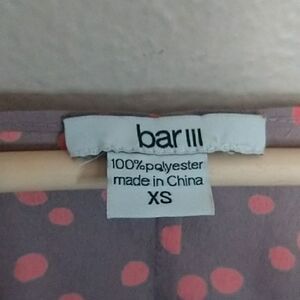 bar III
100% polyester
made in China
XS